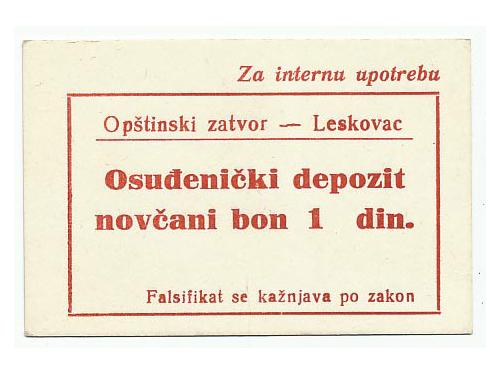 Za internu upotrebu
Opštinski zatvor — Leskovac
Osuđenički depozit
novčani bon 1 din.
Falsifikat se kažnjava po zakon